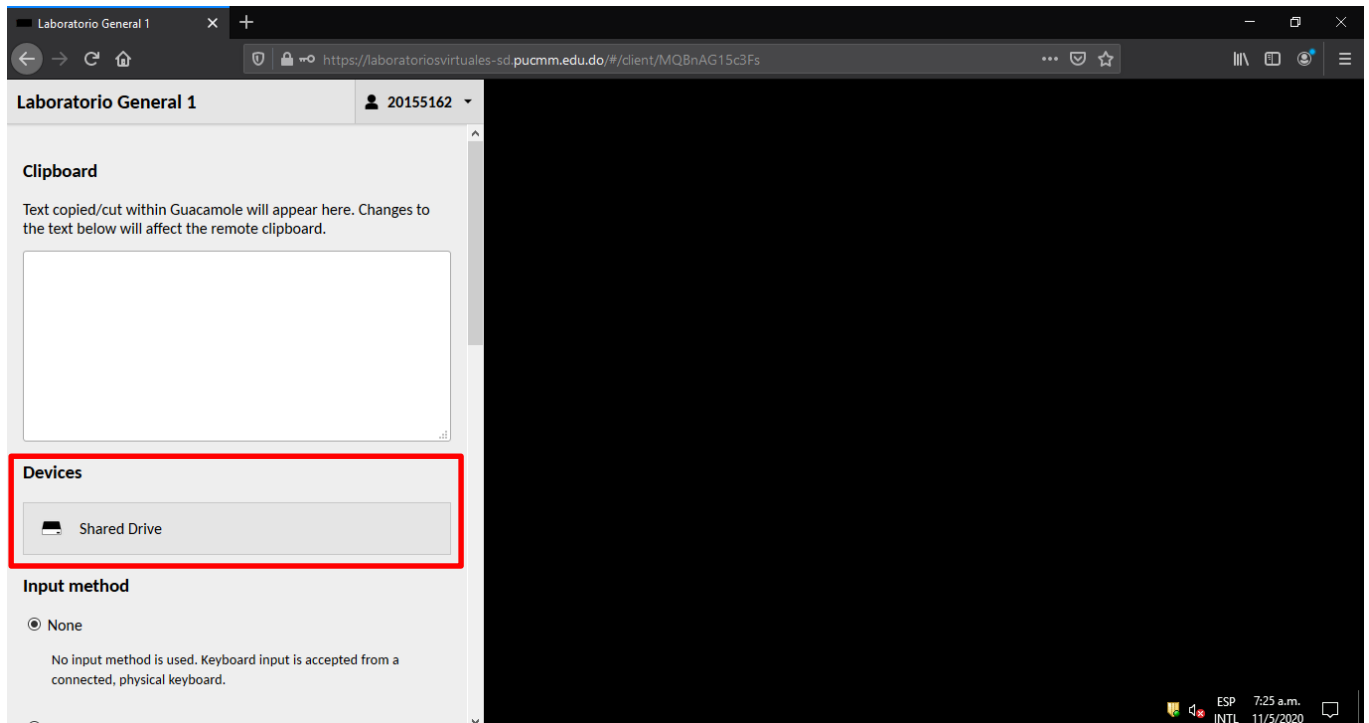 Laboratorio General 1
https://laboratoriosvirtuales-sd.pucmm.edu.do/#/client/MQBnAG15c3Fs
Laboratorio General 1
20155162
Clipboard
Text copied/cut within Guacamole will appear here. Changes to
the text below will affect the remote clipboard.
Devices
Shared Drive
Input method
None
No input method is used. Keyboard input is accepted from a
connected, physical keyboard.
ESP 7:25 a.m.
INTL 11/5/2020